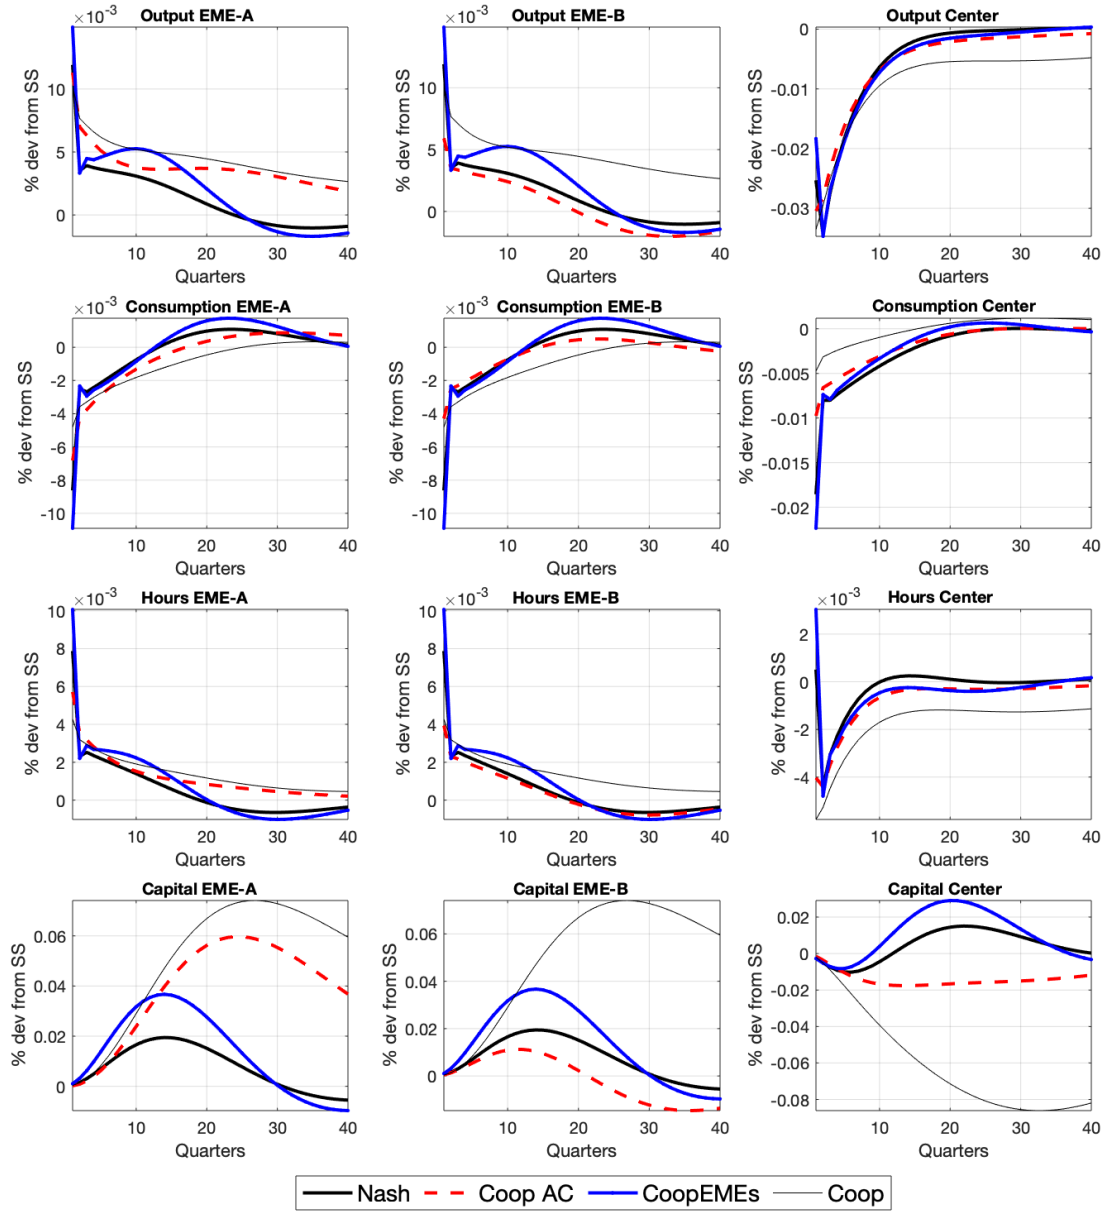 ×10⁻³ Output EME-A
×10⁻³ Output EME-B
Output Center
% dev from SS
10
5
0
10 20 30 40
Quarters
% dev from SS
10
5
0
10 20 30 40
Quarters
% dev from SS
0
-0.01
-0.02
-0.03
10 20 30 40
Quarters
×10⁻³ Consumption EME-A
×10⁻³ Consumption EME-B
Consumption Center
% dev from SS
0
-2
-4
-6
-8
-10
10 20 30 40
Quarters
% dev from SS
0
-2
-4
-6
-8
-10
10 20 30 40
Quarters
% dev from SS
0
-0.005
-0.01
-0.015
-0.02
10 20 30 40
Quarters
×10⁻³ Hours EME-A
×10⁻³ Hours EME-B
×10⁻³ Hours Center
% dev from SS
10
8
6
4
2
0
10 20 30 40
Quarters
% dev from SS
10
8
6
4
2
0
10 20 30 40
Quarters
% dev from SS
2
0
-2
-4
10 20 30 40
Quarters
Capital EME-A
Capital EME-B
Capital Center
% dev from SS
0.06
0.04
0.02
0
10 20 30 40
Quarters
% dev from SS
0.06
0.04
0.02
0
10 20 30 40
Quarters
% dev from SS
0.02
0
-0.02
-0.04
-0.06
-0.08
10 20 30 40
Quarters
Nash Coop AC CoopEMEs Coop